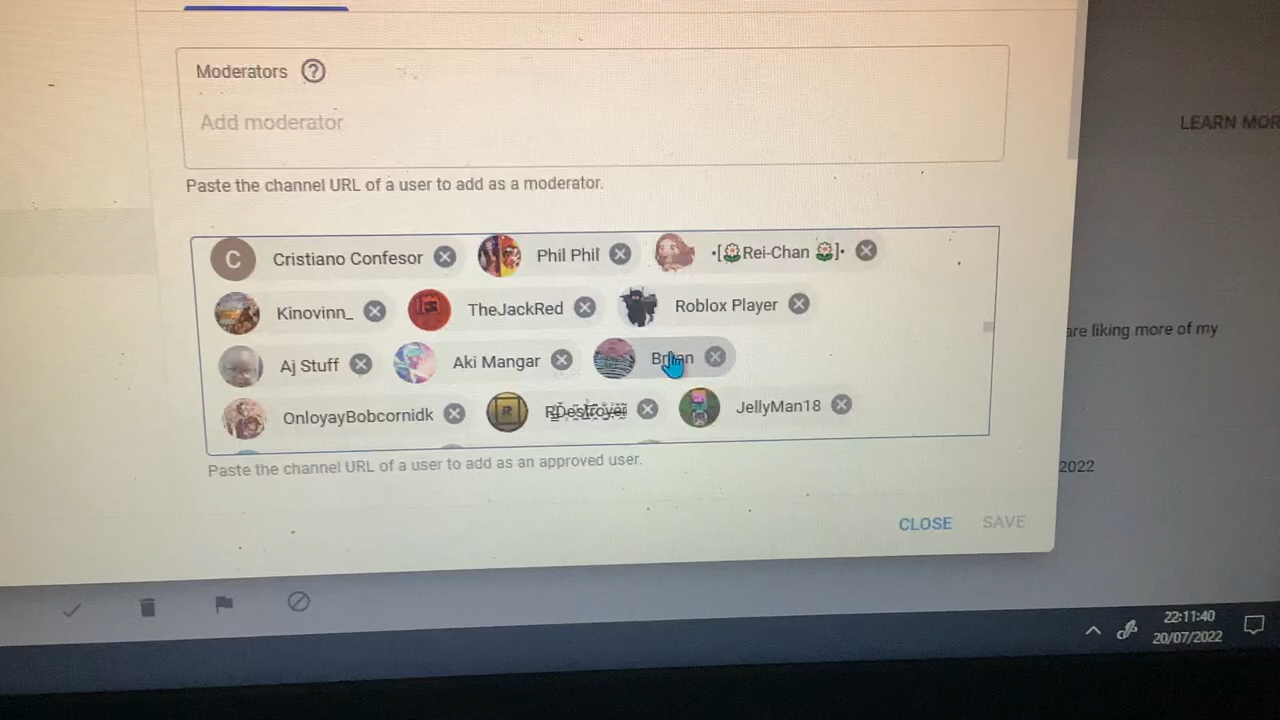 Moderators ?
Add moderator
LEARN MOR
Paste the channel URL of a user to add as a moderator.
C Cristiano Confesor Phil Phil •[🌼Rei-Chan 🌼]•
Kinovinn_ TheJackRed Roblox Player
are liking more of my
Aj Stuff Aki Mangar Brian
OnloyayBobcornidk R RDestroyer JellyMan18
Paste the channel URL of a user to add as an approved user.
2022
CLOSE SAVE
22:11:40
20/07/2022